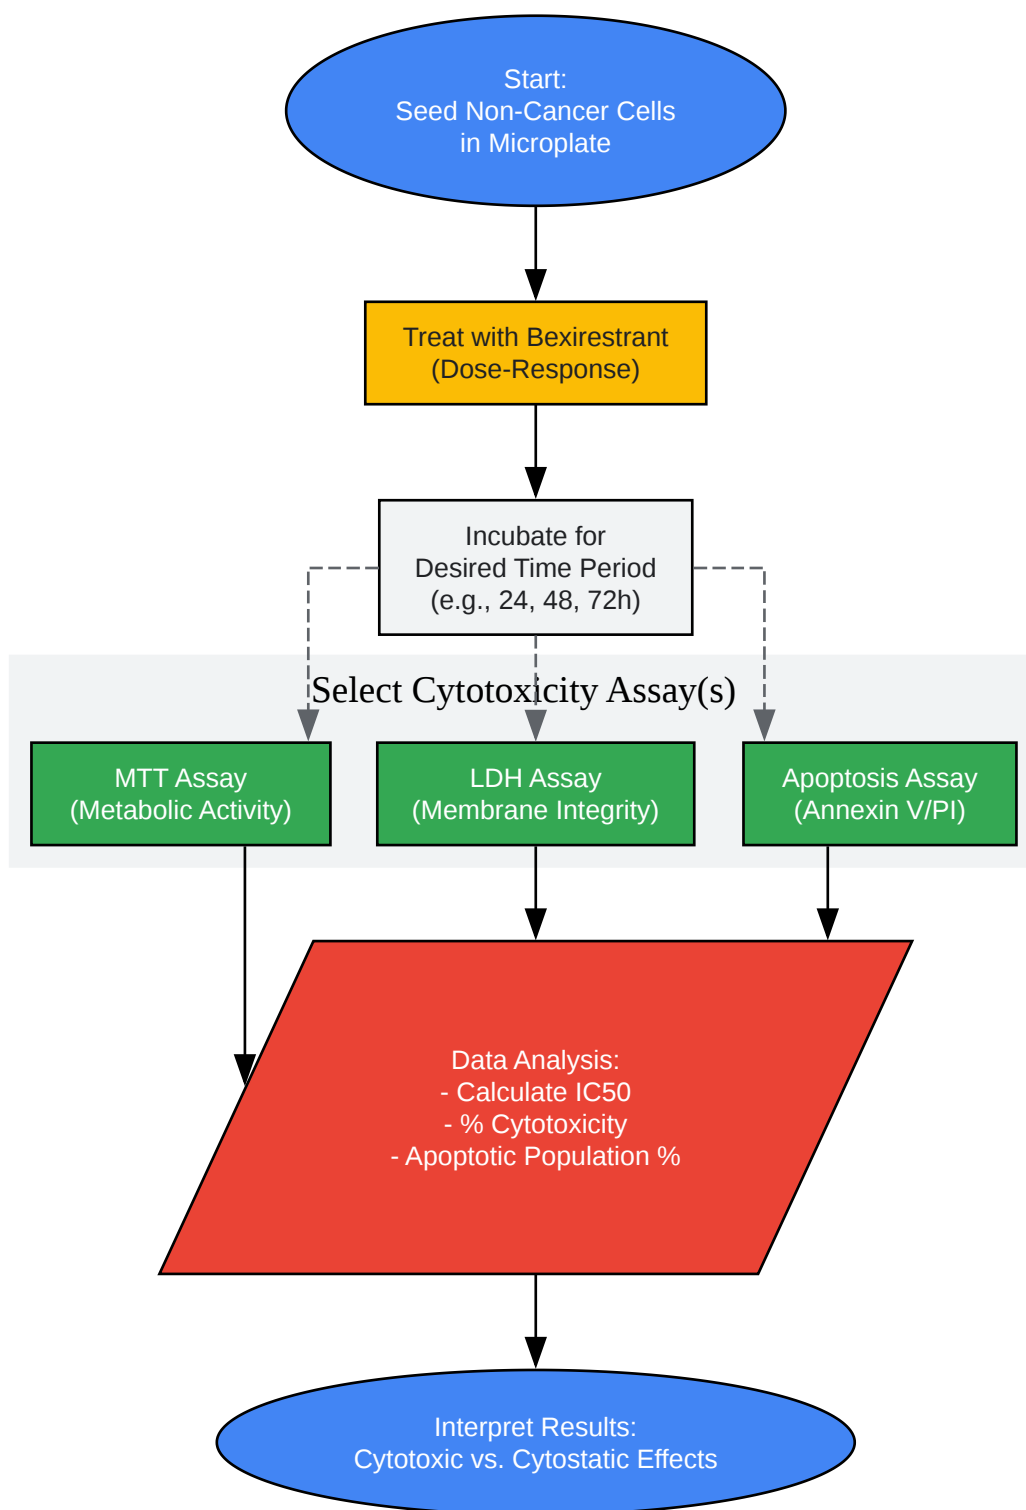 Start:
Seed Non-Cancer Cells
in Microplate
Treat with Bexirestrant
(Dose-Response)
Incubate for
Desired Time Period
(e.g., 24, 48, 72h)
Select Cytotoxicity Assay(s)
MTT Assay
(Metabolic Activity)
LDH Assay
(Membrane Integrity)
Apoptosis Assay
(Annexin V/PI)
Data Analysis:
- Calculate IC50
- % Cytotoxicity
- Apoptotic Population %
Interpret Results:
Cytotoxic vs. Cytostatic Effects